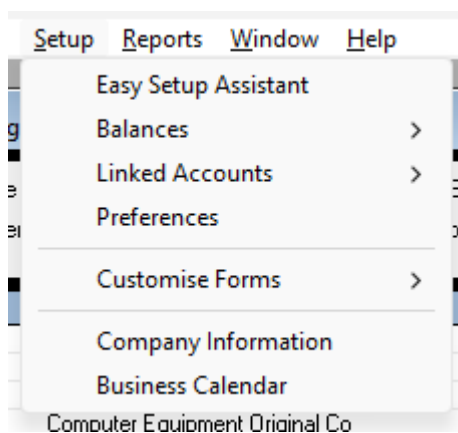 Setup Reports Window Help
Easy Setup Assistant
Balances
Linked Accounts
Preferences
Customise Forms
Company Information
Business Calendar
Computer Equipment Original Co